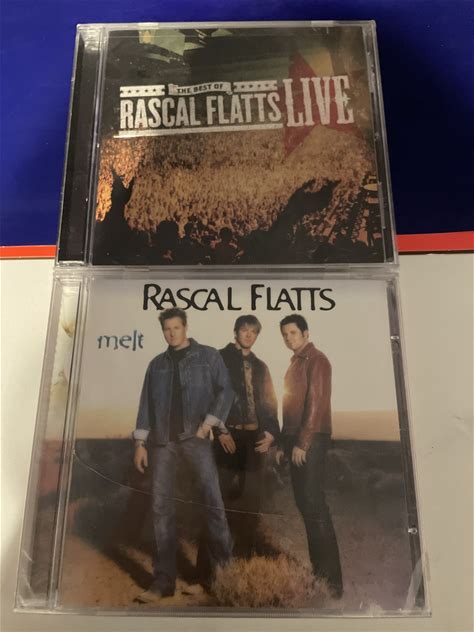 THE BEST OF
RASCAL FLATTS LIVE
RASCAL FLATTS
melt